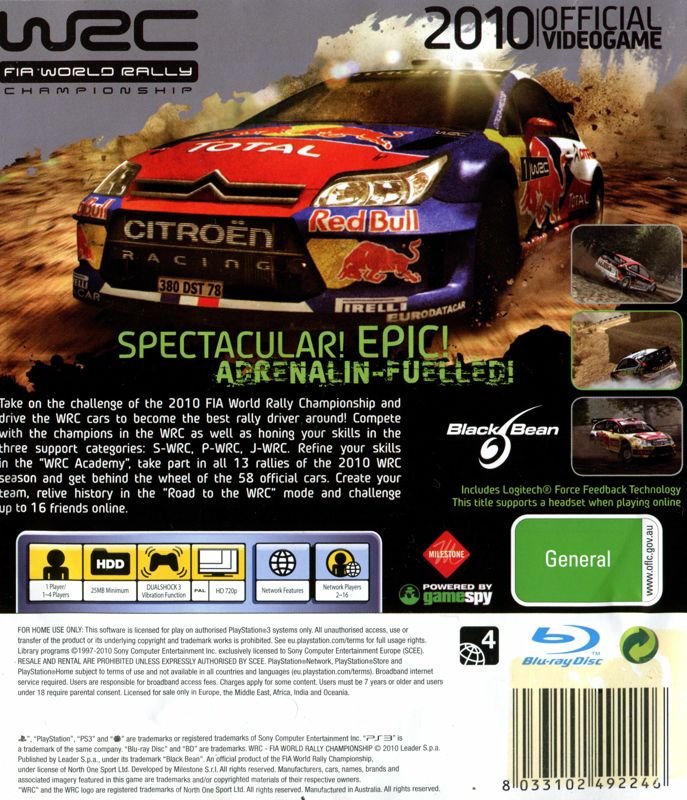 WRC
FIA WORLD RALLY
CHAMPIONSHIP
2010 OFFICIAL
VIDEOGAME
WRC
TOTAL
1 WRC
CITROËN
RACING
Red Bull
Red Bull
TOTAL
380 DST 78
PIRELLI
EURODATACAR
SPECTACULAR! EPIC!
ADRENALIN-FUELLED!
Take on the challenge of the 2010 FIA World Rally Championship and
drive the WRC cars to become the best rally driver around! Compete
with the champions in the WRC as well as honing your skills in the
three support categories: S-WRC, P-WRC, J-WRC. Refine your skills
in the "WRC Academy", take part in all 13 rallies of the 2010 WRC
season and get behind the wheel of the 58 official cars. Create your
team, relive history in the "Road to the WRC" mode and challenge
up to 16 friends online.
Black Bean
Includes Logitech® Force Feedback Technology
This title supports a headset when playing online
HDD
1 Player/
1-4 Players
25MB Minimum
DUALSHOCK 3
Vibration Function
PAL
HD 720p
Network Features
Network Players
2-16
MILESTONE
POWERED BY
gamespy
General
www.oflc.gov.au
FOR HOME USE ONLY: This software is licensed for play on authorised PlayStation®3 systems only. All unauthorised access, use or
transfer of the product or its underlying copyright and trademark works is prohibited. See eu.playstation.com/terms for full usage rights.
Library programs ©1997-2010 Sony Computer Entertainment Inc. exclusively licensed to Sony Computer Entertainment Europe (SCEE).
RESALE AND RENTAL ARE PROHIBITED UNLESS EXPRESSLY AUTHORISED BY SCEE. PlayStation®Network, PlayStation®Store and
PlayStation®Home subject to terms of use and not available in all countries and languages (eu.playstation.com/terms). Broadband internet
service required. Users are responsible for broadband access fees. Charges apply for some content. Users must be 7 years or older and users
under 18 require parental consent. Licensed for sale only in Europe, the Middle East, Africa, India and Oceania.
4
Blu-ray Disc
TM
", "PlayStation", "PS3" and " " are trademarks or registered trademarks of Sony Computer Entertainment Inc. "PS3" is
a trademark of the same company. "Blu-ray Disc" and "BD" are trademarks. WRC - FIA WORLD RALLY CHAMPIONSHIP © 2010 Leader S.p.a.
Published by Leader S.p.a., under its trademark "Black Bean". An official product of the FIA World Rally Championship,
under license of North One Sport Ltd. Developed by Milestone S.r.l. All rights reserved. Manufacturers, cars, names, brands and
associated imagery featured in this game are trademarks and/or copyrighted materials of their respective owners.
"WRC" and the WRC logo are registered trademarks of North One Sport Ltd. All rights reserved. Manufactured in Australia. All rights reserved.
8 033102 492246